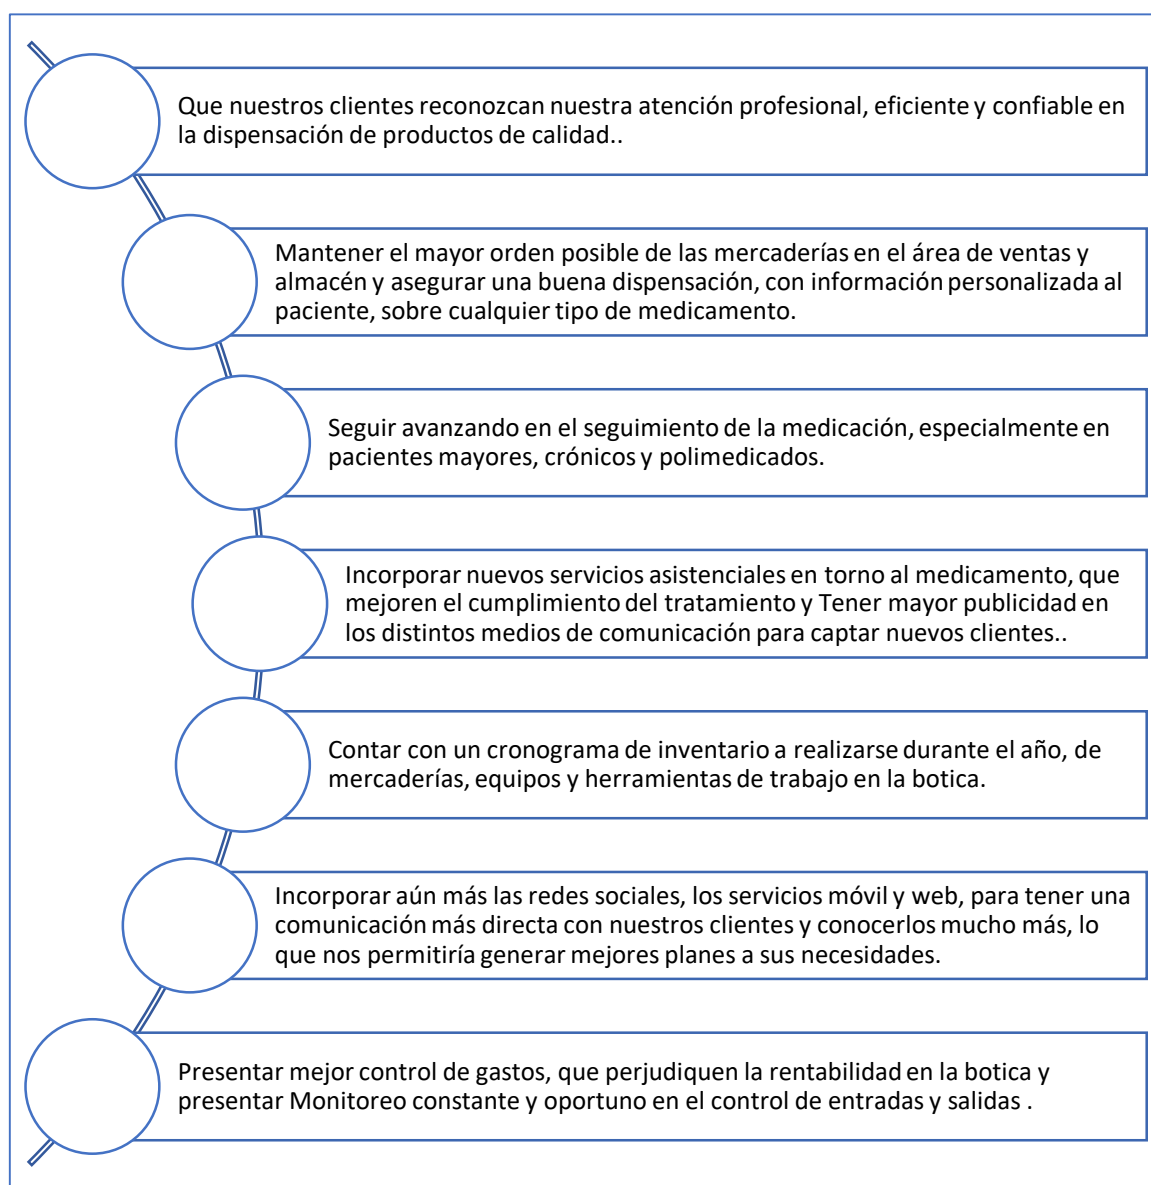 Que nuestros clientes reconozcan nuestra atención profesional, eficiente y confiable en
la dispensación de productos de calidad..
Mantener el mayor orden posible de las mercaderías en el área de ventas y
almacén y asegurar una buena dispensación, con información personalizada al
paciente, sobre cualquier tipo de medicamento.
Seguir avanzando en el seguimiento de la medicación, especialmente en
pacientes mayores, crónicos y polimedicados.
Incorporar nuevos servicios asistenciales en torno al medicamento, que
mejoren el cumplimiento del tratamiento y Tener mayor publicidad en
los distintos medios de comunicación para captar nuevos clientes..
Contar con un cronograma de inventario a realizarse durante el año, de
mercaderías, equipos y herramientas de trabajo en la botica.
Incorporar aún más las redes sociales, los servicios móvil y web, para tener una
comunicación más directa con nuestros clientes y conocerlos mucho más, lo
que nos permitiría generar mejores planes a sus necesidades.
Presentar mejor control de gastos, que perjudiquen la rentabilidad en la botica y
presentar Monitoreo constante y oportuno en el control de entradas y salidas .